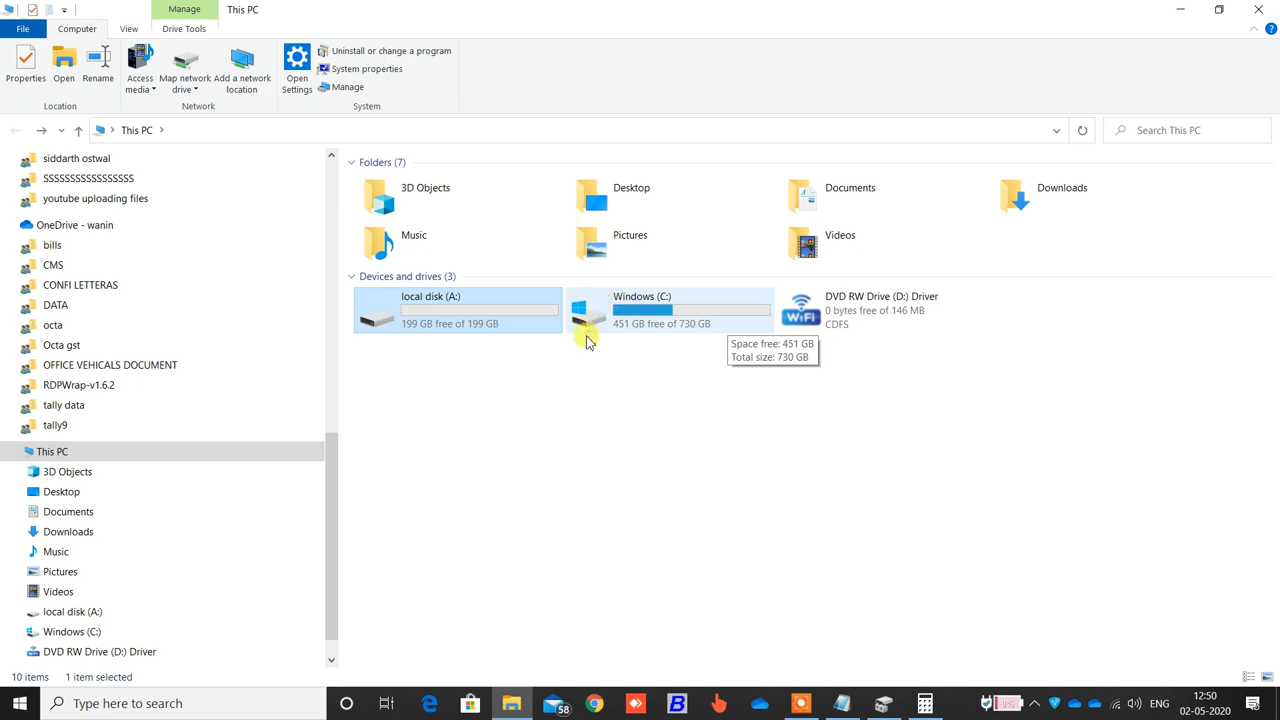 Manage
This PC
File
Computer
View
Drive Tools
Properties
Open
Rename
Access media
Map network drive
Add a network location
Open Settings
Uninstall or change a program
System properties
Manage
Location
Network
System
This PC
Search This PC
siddarth ostwal
SSSSSSSSSSSSSSSSS
youtube uploading files
OneDrive - wanin
bills
CMS
CONFI LETTERAS
DATA
octa
Octa gst
OFFICE VEHICALS DOCUMENT
RDPWrap-v1.6.2
tally data
tally9
This PC
3D Objects
Desktop
Documents
Downloads
Music
Pictures
Videos
local disk (A:)
Windows (C:)
DVD RW Drive (D:) Driver
Folders (7)
3D Objects
Desktop
Documents
Downloads
Music
Pictures
Videos
Devices and drives (3)
local disk (A:)
199 GB free of 199 GB
Windows (C:)
451 GB free of 730 GB
WiFi
DVD RW Drive (D:) Driver
0 bytes free of 146 MB
CDFS
Space free: 451 GB
Total size: 730 GB
10 items
1 item selected
Type here to search
58
B
ENG
12:50
02-05-2020